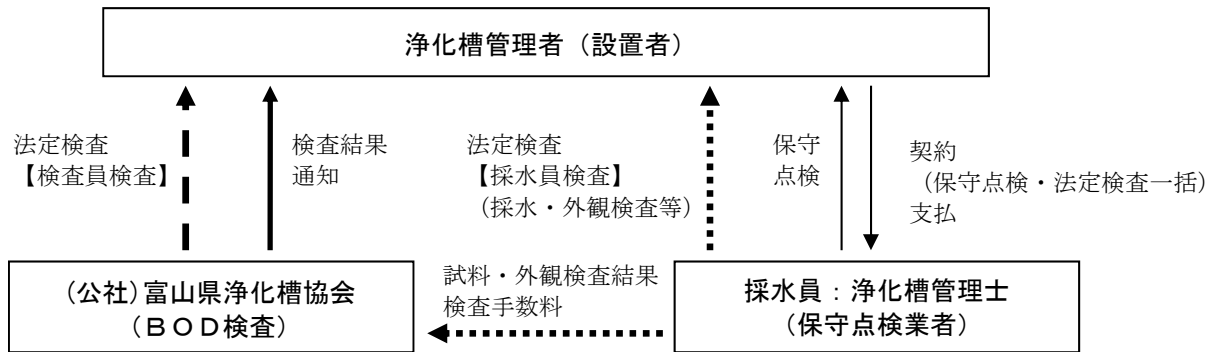 浄化槽管理者（設置者）
法定検査
【検査員検査】
検査結果
通知
法定検査
【採水員検査】
（採水・外観検査等）
保守
点検
契約
（保守点検・法定検査一括）
支払
(公社)富山県浄化槽協会
（ＢＯＤ検査）
試料・外観検査結果
検査手数料
採水員：浄化槽管理士
（保守点検業者）